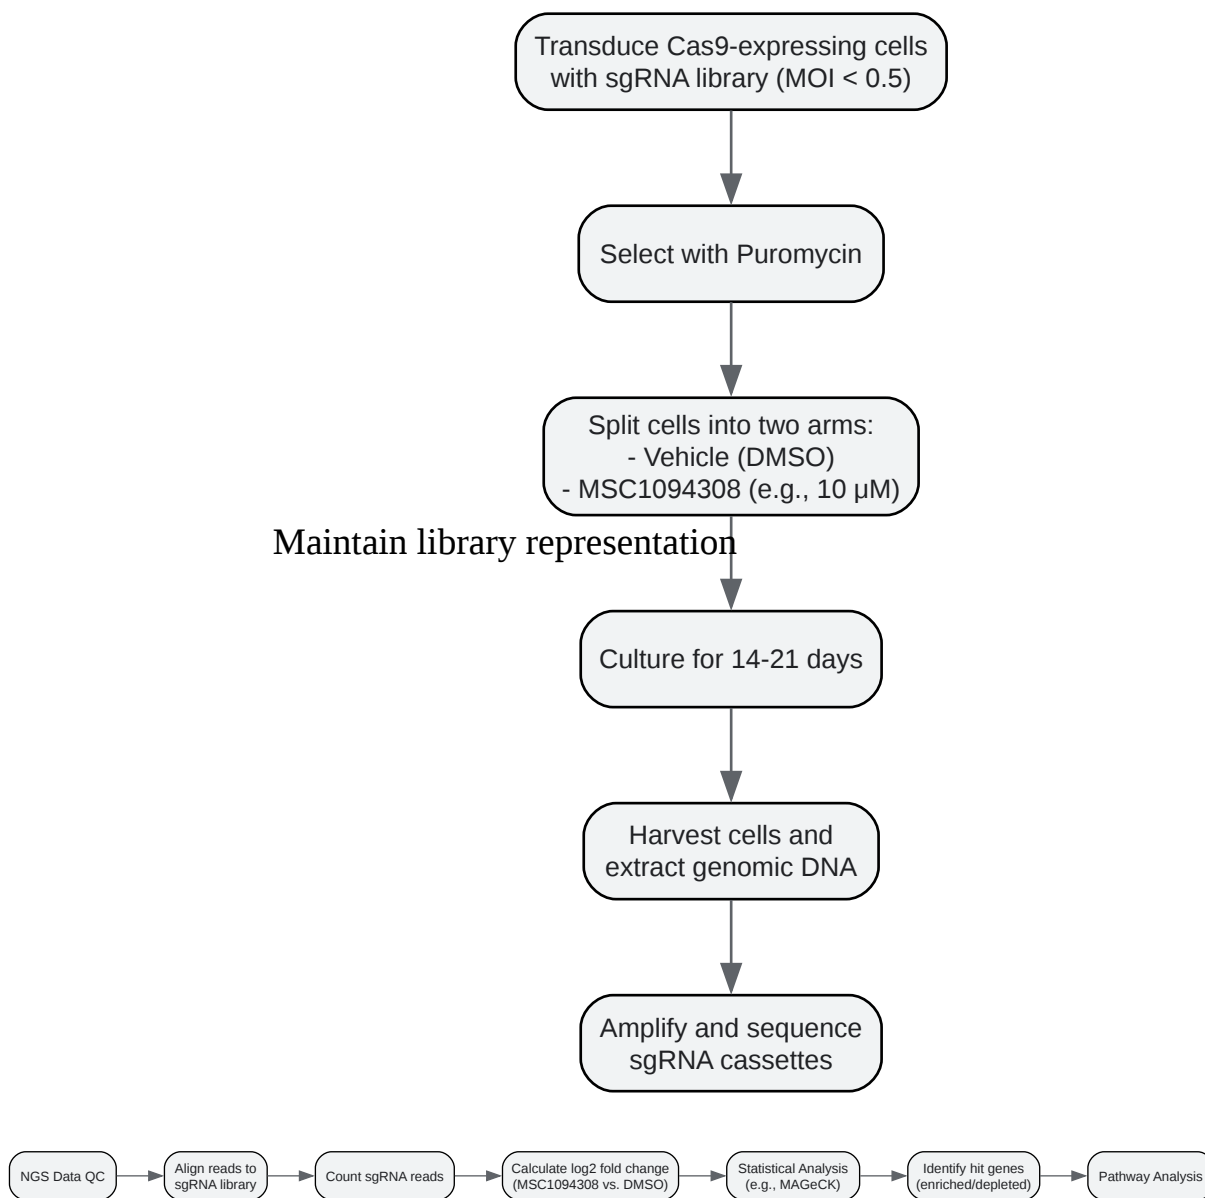 Transduce Cas9-expressing cells
with sgRNA library (MOI < 0.5)
Select with Puromycin
Split cells into two arms:
- Vehicle (DMSO)
- MSC1094308 (e.g., 10 μM)
Maintain library representation
Culture for 14-21 days
Harvest cells and
extract genomic DNA
Amplify and sequence
sgRNA cassettes
NGS Data QC
Align reads to
sgRNA library
Count sgRNA reads
Calculate log2 fold change
(MSC1094308 vs. DMSO)
Statistical Analysis
(e.g., MAGeCK)
Identify hit genes
(enriched/depleted)
Pathway Analysis